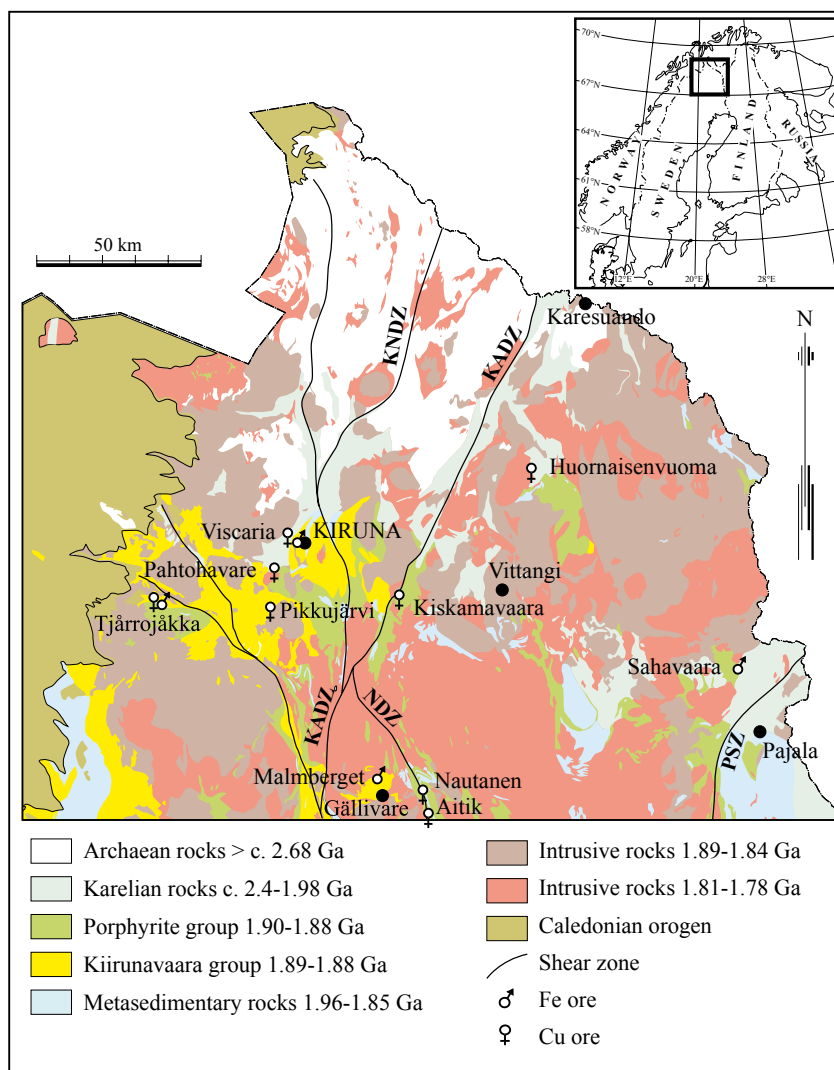 70°N
67°N
64°N
61°N
58°N
12°E
20°E
28°E
NORWAY
SWEDEN
FINLAND
RUSSIA
50 km
N
Karesuando
KNDZ
KADZ
Huornaisenvuoma
Viscaria
KIRUNA
Pahtohavare
Vittangi
Pikkujärvi
Kiskamavaara
Tjårrojåkka
Sahavaara
KADZ
NDZ
PSZ
Pajala
Malmberget
Nautanen
Gällivare
Aitik
Archaean rocks > c. 2.68 Ga
Karelian rocks c. 2.4-1.98 Ga
Porphyrite group 1.90-1.88 Ga
Kiirunavaara group 1.89-1.88 Ga
Metasedimentary rocks 1.96-1.85 Ga
Intrusive rocks 1.89-1.84 Ga
Intrusive rocks 1.81-1.78 Ga
Caledonian orogen
Shear zone
Fe ore
Cu ore